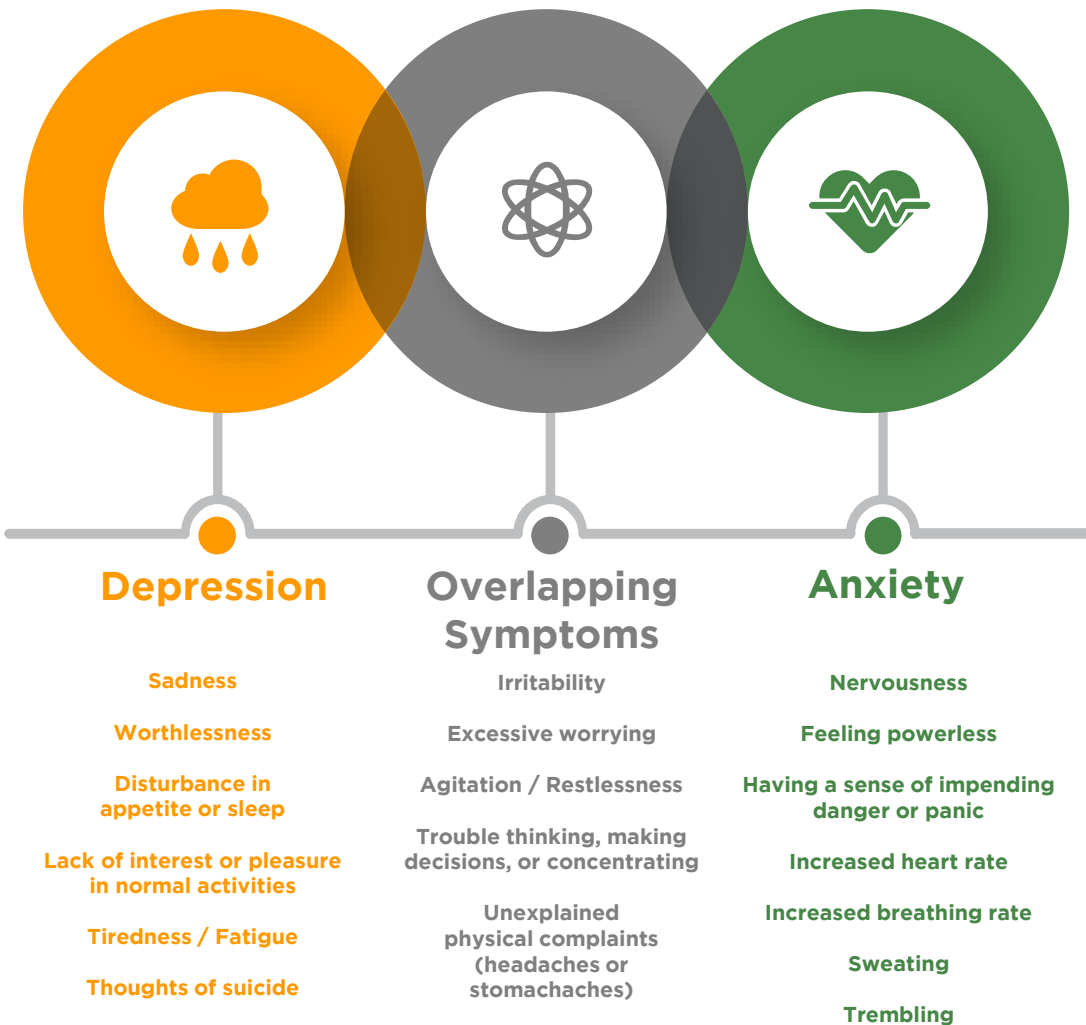 Depression
Sadness
Worthlessness
Disturbance in
appetite or sleep
Lack of interest or pleasure
in normal activities
Tiredness / Fatigue
Thoughts of suicide
Overlapping
Symptoms
Irritability
Excessive worrying
Agitation / Restlessness
Trouble thinking, making
decisions, or concentrating
Unexplained
physical complaints
(headaches or
stomachaches)
Anxiety
Nervousness
Feeling powerless
Having a sense of impending
danger or panic
Increased heart rate
Increased breathing rate
Sweating
Trembling